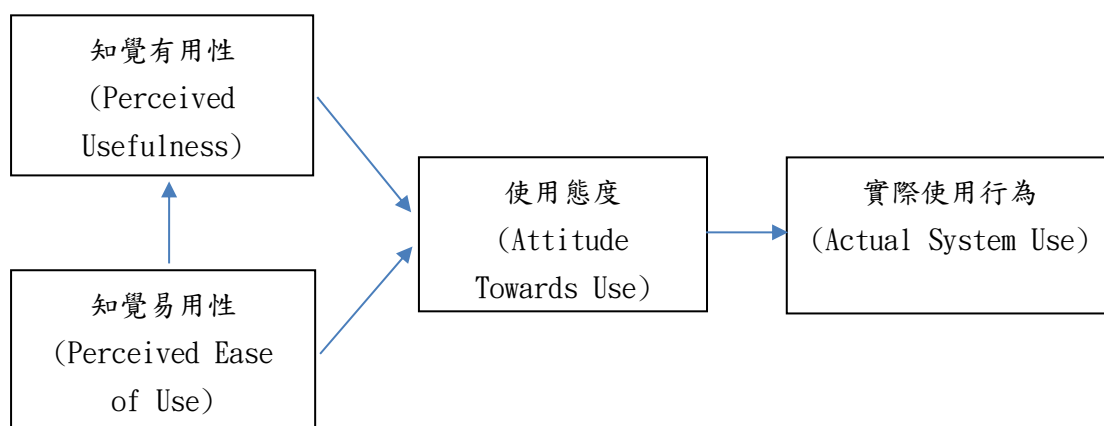 知覺有用性
(Perceived
Usefulness)
使用態度
(Attitude
Towards Use)
實際使用行為
(Actual System Use)
知覺易用性
(Perceived Ease
of Use)